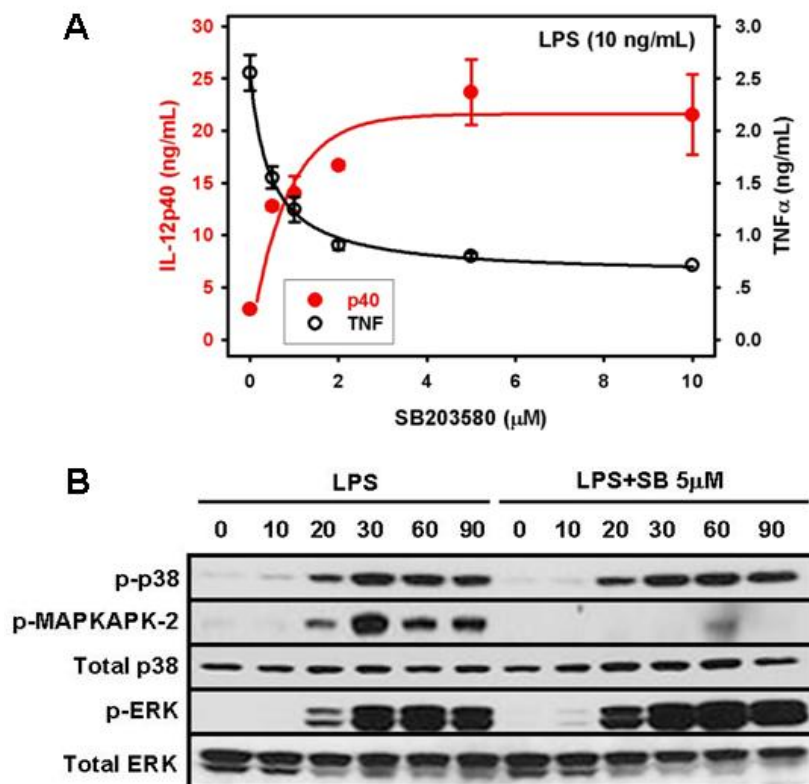 A
LPS (10 ng/mL)
IL-12p40 (ng/mL)
30
25
20
15
10
5
0
3.0
2.5
2.0
1.5
1.0
.5
0.0
TNFα (ng/mL)
p40
TNF
0 2 4 6 8 10
SB203580 (μM)
B
LPS LPS+SB 5μM
0 10 20 30 60 90 0 10 20 30 60 90
p-p38
p-MAPKAPK-2
Total p38
p-ERK
Total ERK